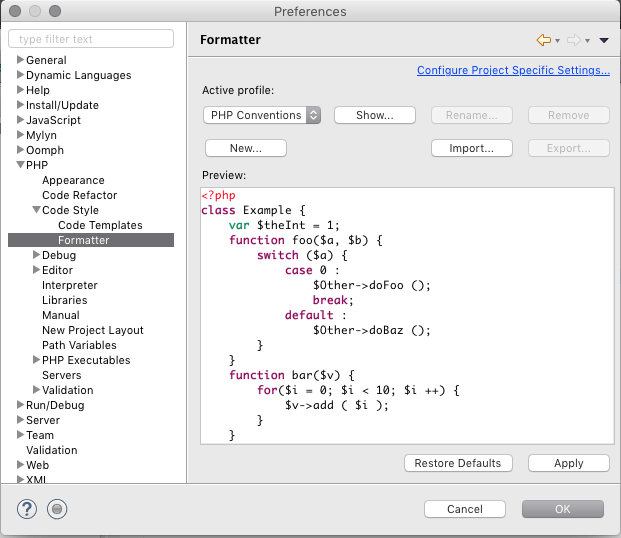 Preferences
type filter text
General
Dynamic Languages
Help
Install/Update
JavaScript
Mylyn
Oomph
PHP
Appearance
Code Refactor
Code Style
Code Templates
Formatter
Debug
Editor
Interpreter
Libraries
Manual
New Project Layout
Path Variables
PHP Executables
Servers
Validation
Run/Debug
Server
Team
Validation
Web
XML
Formatter
Configure Project Specific Settings...
Active profile:
PHP Conventions Show... Rename... Remove
New... Import... Export...
Preview:
<?php
class Example {
    var $theInt = 1;
    function foo($a, $b) {
        switch ($a) {
            case 0 :
                $Other->doFoo ();
                break;
            default :
                $Other->doBaz ();
        }
    }
    function bar($v) {
        for($i = 0; $i < 10; $i ++) {
            $v->add ( $i );
        }
    }
Restore Defaults Apply
? Cancel OK